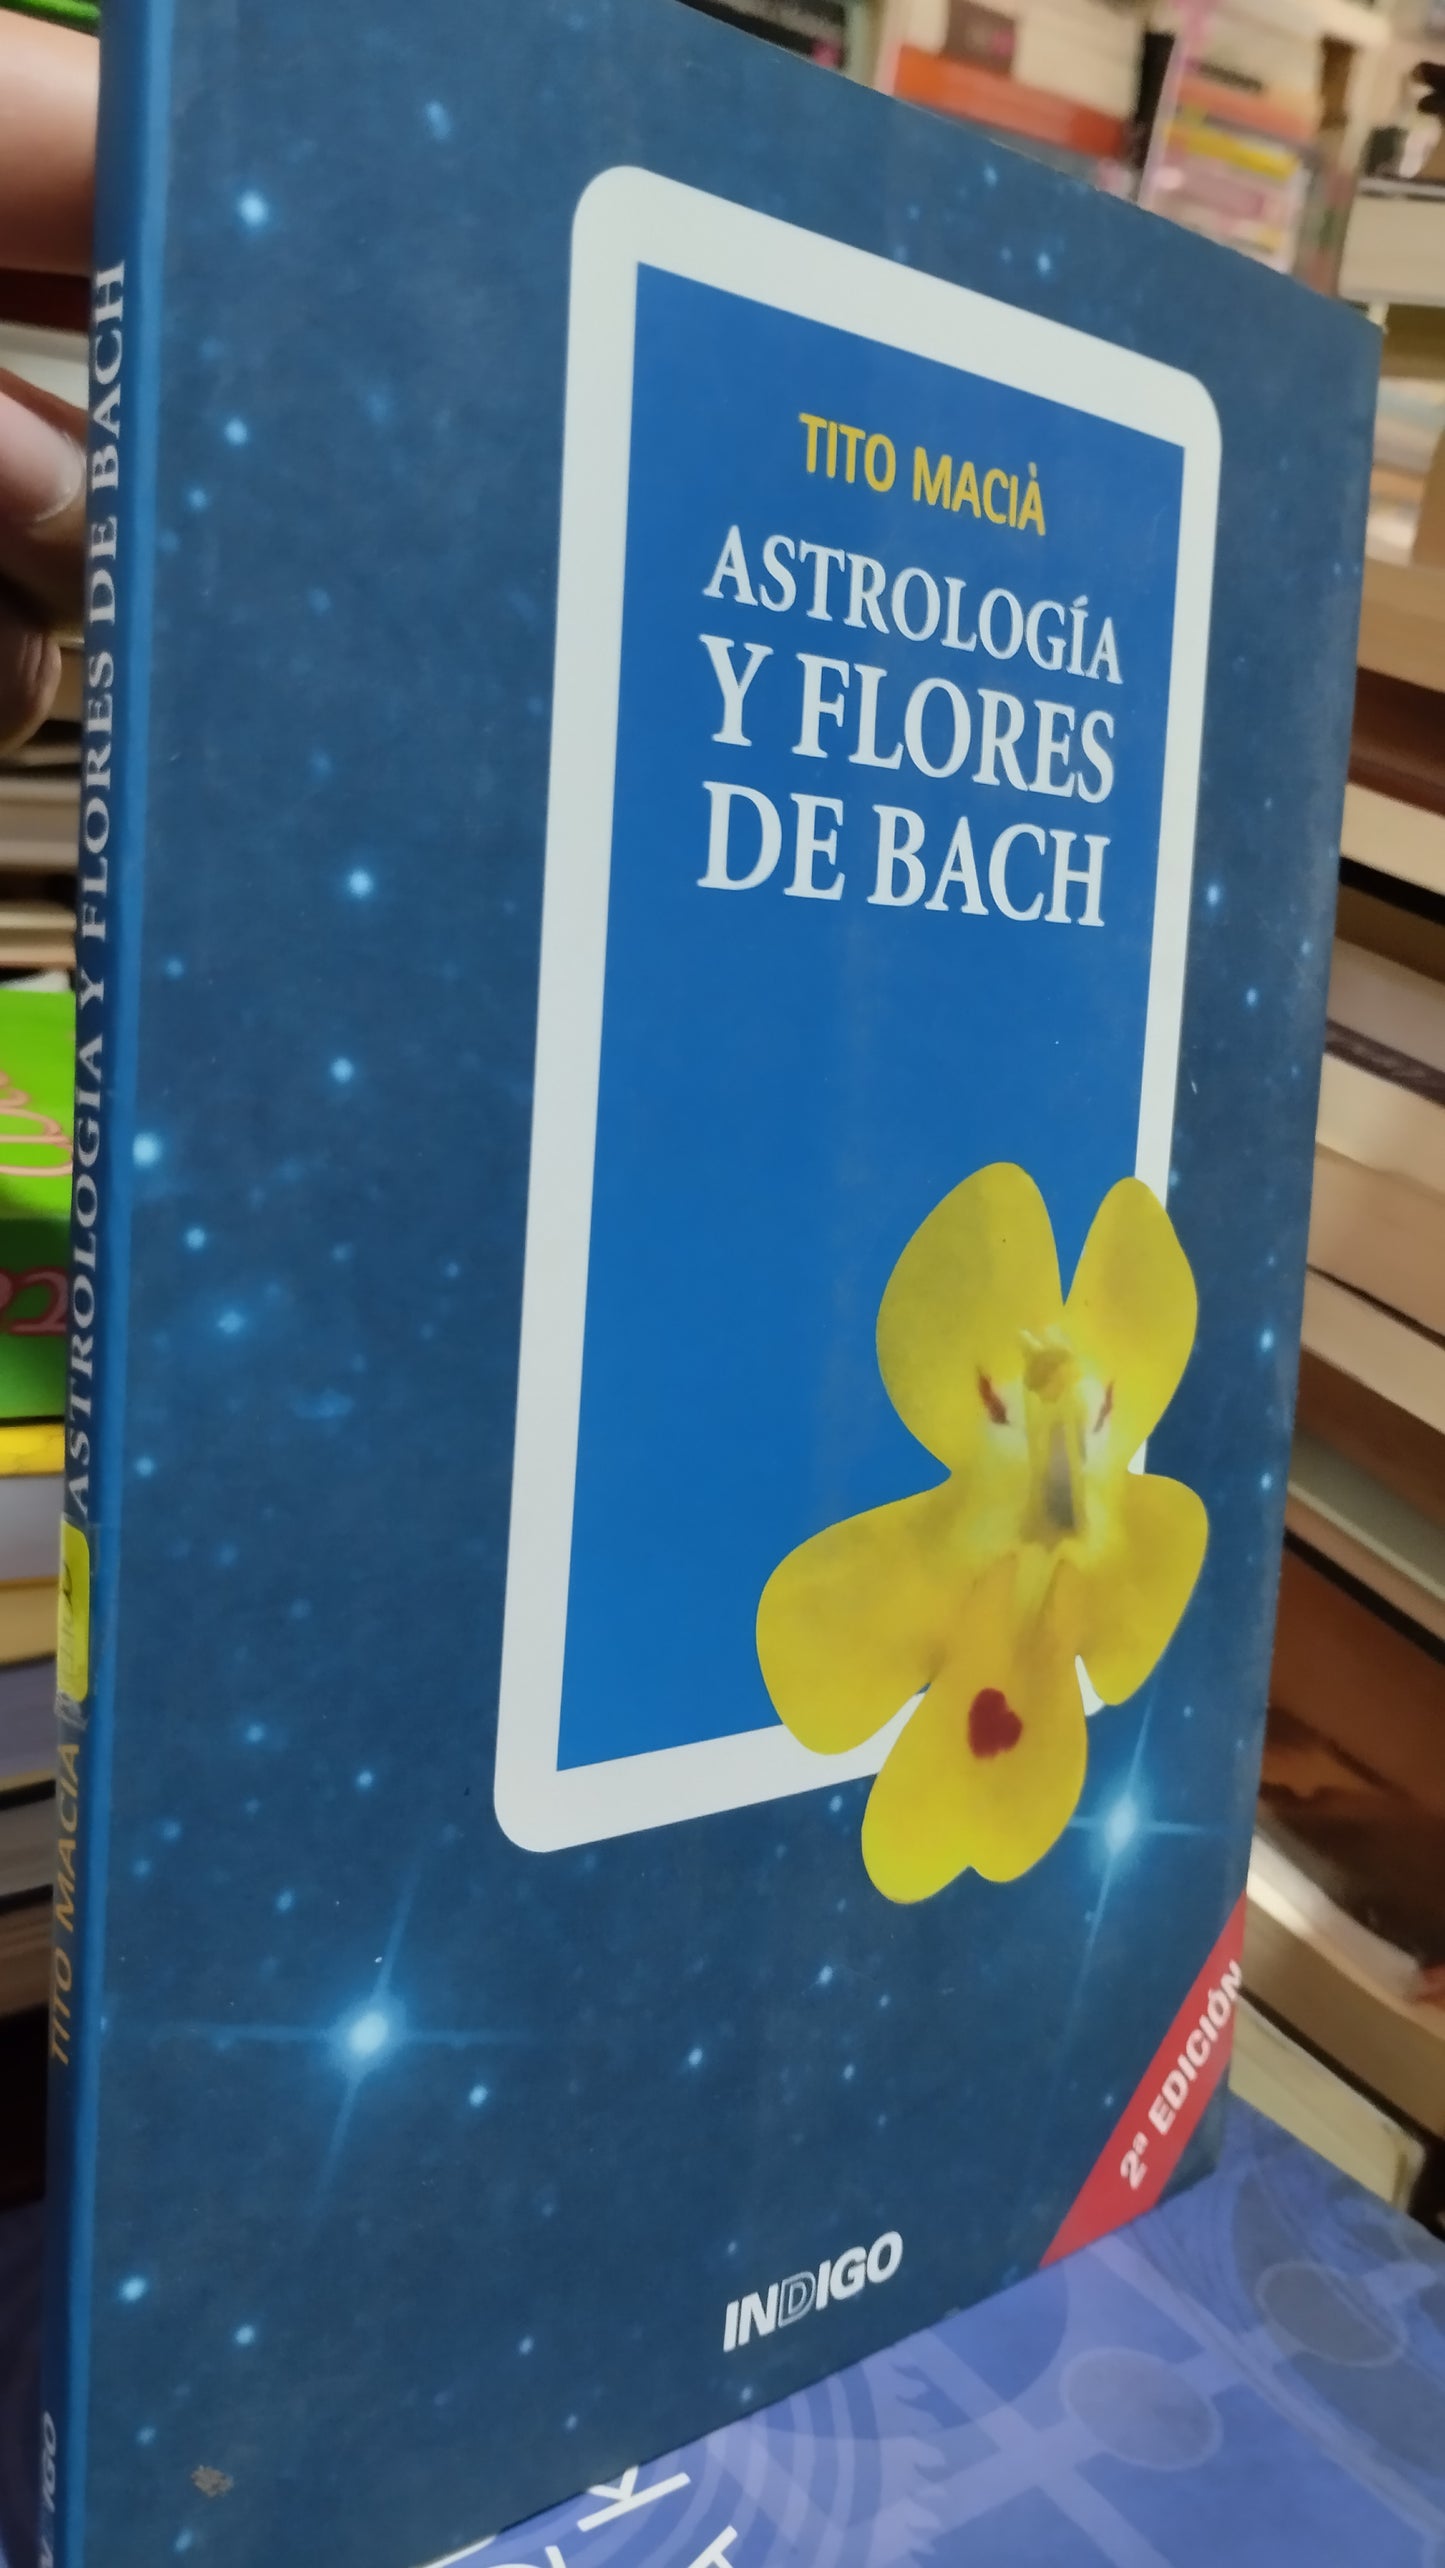 TITO MACIÀ
ASTROLOGÍA
Y FLORES
DE BACH
2ª EDICIÓN
INDIGO
TITO MACIÀ
ASTROLOGÍA Y FLORES DE BACH